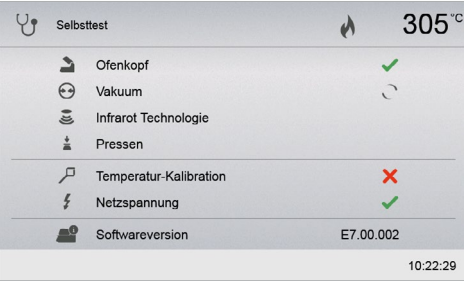 Selbsttest 305°C
Ofenkopf
Vakuum
Infrarot Technologie
Pressen
Temperatur-Kalibration
Netzspannung
Softwareversion E7.00.002
10:22:29